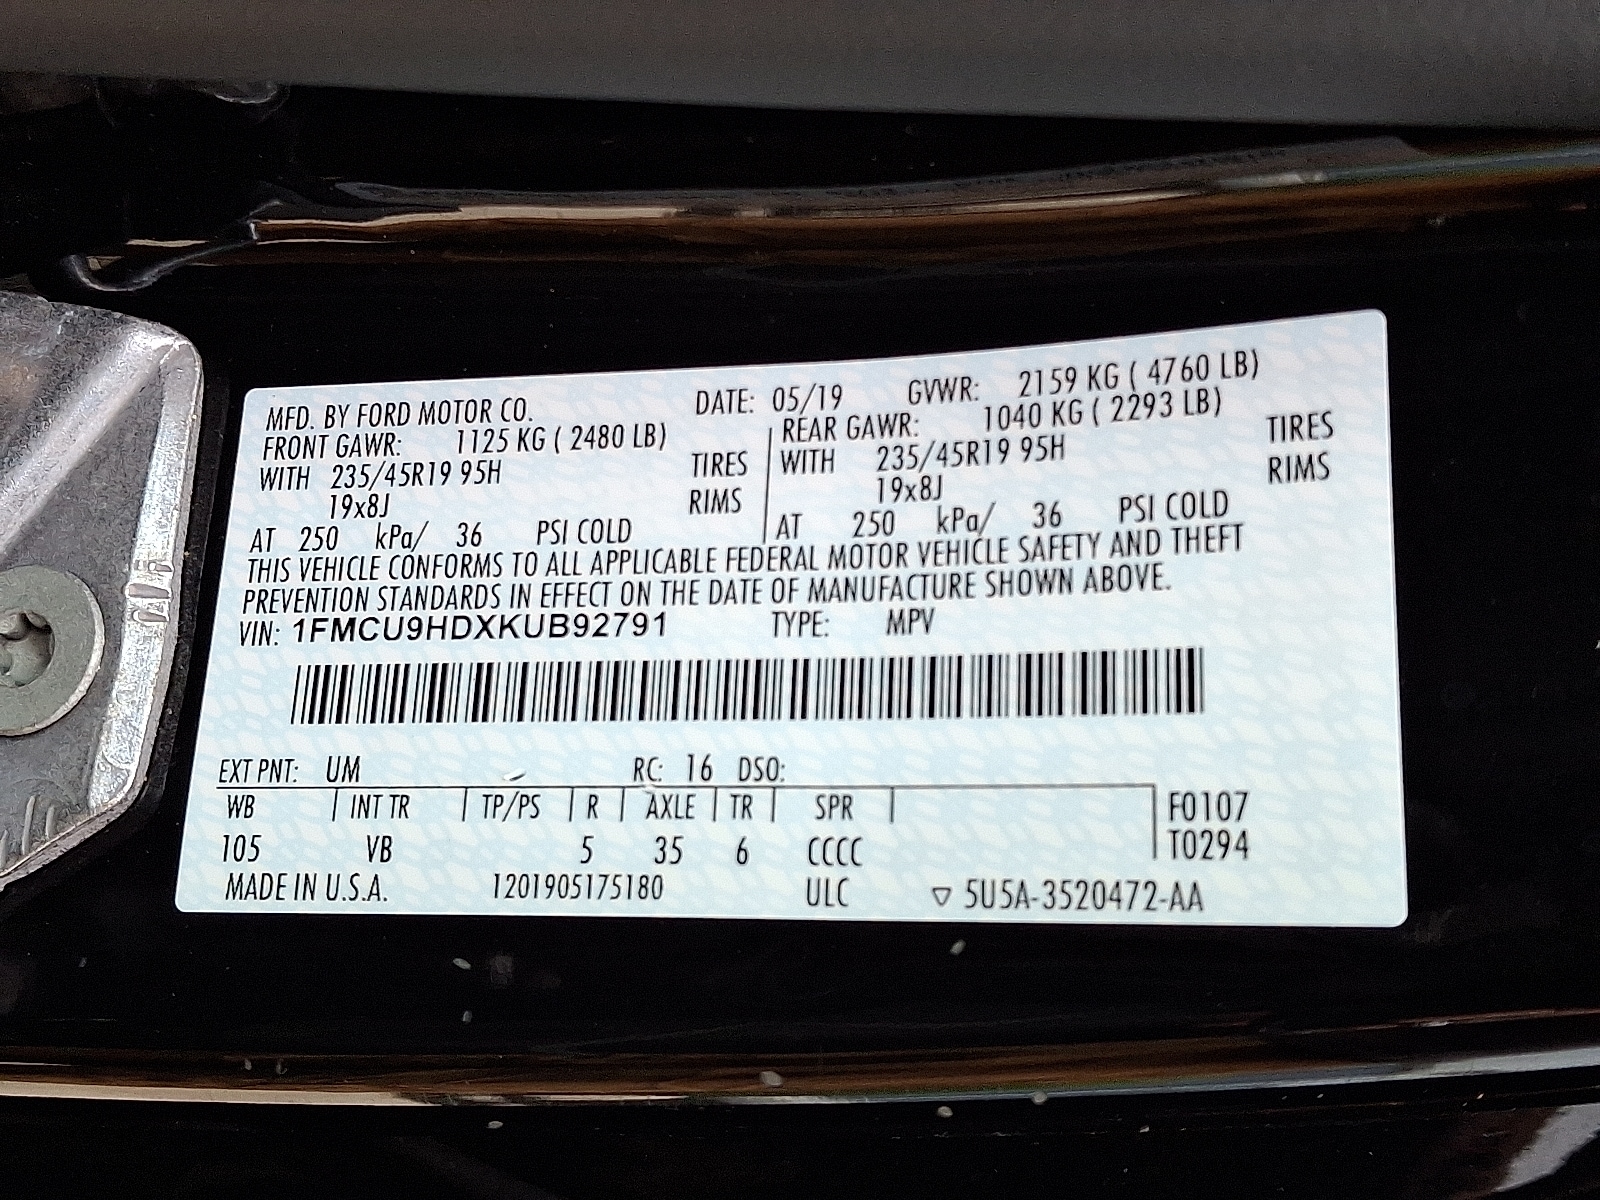 MFD. BY FORD MOTOR CO. DATE: 05/19 GVWR: 2159 KG ( 4760 LB)
FRONT GAWR: 1125 KG ( 2480 LB) REAR GAWR: 1040 KG ( 2293 LB)
WITH 235/45R19 95H TIRES WITH 235/45R19 95H TIRES
19x8J RIMS 19x8J RIMS
AT 250 kPa/ 36 PSI COLD AT 250 kPa/ 36 PSI COLD
THIS VEHICLE CONFORMS TO ALL APPLICABLE FEDERAL MOTOR VEHICLE SAFETY AND THEFT
PREVENTION STANDARDS IN EFFECT ON THE DATE OF MANUFACTURE SHOWN ABOVE.
VIN: 1FMCU9HDXKUB92791 TYPE: MPV
EXT PNT: UM RC: 16 DSO:
WB INT TR TP/PS R AXLE TR SPR F0107
105 VB 5 35 6 CCCC T0294
MADE IN U.S.A. 1201905175180 ULC ▽ 5U5A-3520472-AA